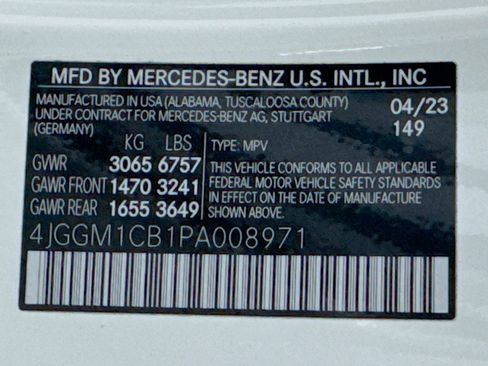 MFD BY MERCEDES-BENZ U.S. INTL., INC
MANUFACTURED IN USA (ALABAMA, TUSCALOOSA COUNTY) 04/23
UNDER CONTRACT FOR MERCEDES-BENZ AG, STUTTGART 149
(GERMANY)
KG LBS TYPE: MPV
GVWR 3065 6757 THIS VEHICLE CONFORMS TO ALL APPLICABLE
GAWR FRONT 1470 3241 FEDERAL MOTOR VEHICLE SAFETY STANDARDS
GAWR REAR 1655 3649 IN EFFECT ON THE DATE OF MANUFACTURE
SHOWN ABOVE.
4JGGM1CB1PA008971